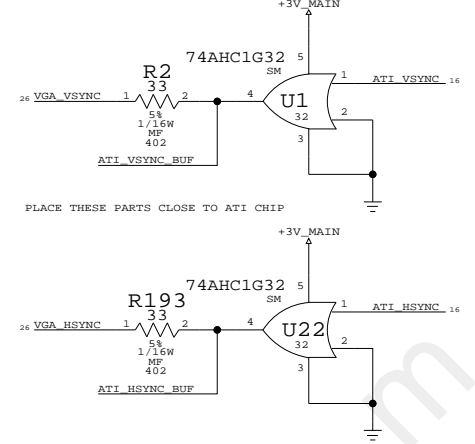 +3V_MAIN
74AHC1G32
SM
5
R2
33
26 VGA_VSYNC 1 2 4 U1 1 ATI_VSYNC 16
32
2
3
5%
1/16W
MF
402
ATI_VSYNC_BUF
PLACE THESE PARTS CLOSE TO ATI CHIP
+3V_MAIN
74AHC1G32 5
SM
R193
33
26 VGA_HSYNC 1 2 4 U22 1 ATI_HSYNC 16
32
2
3
5%
1/16W
MF
402
ATI_HSYNC_BUF
m